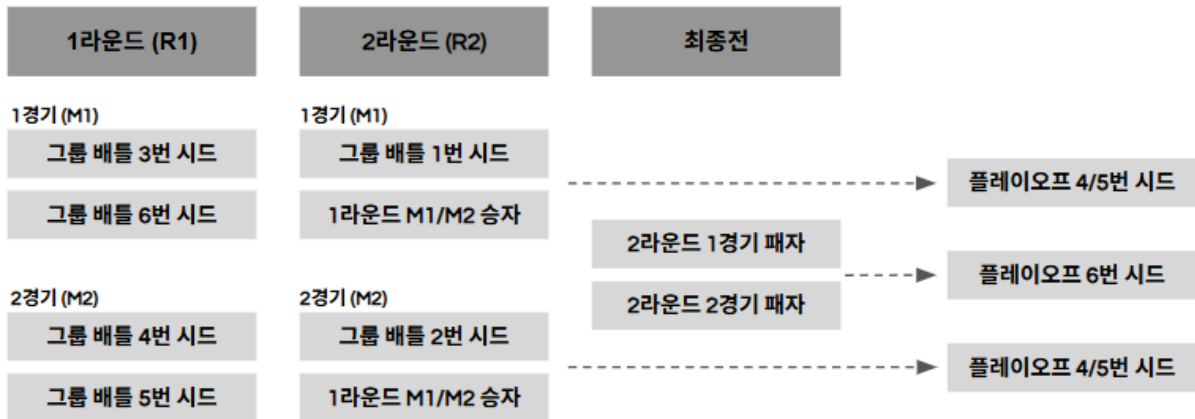 1라운드 (R1)
2라운드 (R2)
최종전
1경기 (M1)
그룹 배틀 3번 시드
그룹 배틀 6번 시드
2경기 (M2)
그룹 배틀 4번 시드
그룹 배틀 5번 시드
1경기 (M1)
그룹 배틀 1번 시드
1라운드 M1/M2 승자
2경기 (M2)
그룹 배틀 2번 시드
1라운드 M1/M2 승자
2라운드 1경기 패자
2라운드 2경기 패자
플레이오프 4/5번 시드
플레이오프 6번 시드
플레이오프 4/5번 시드